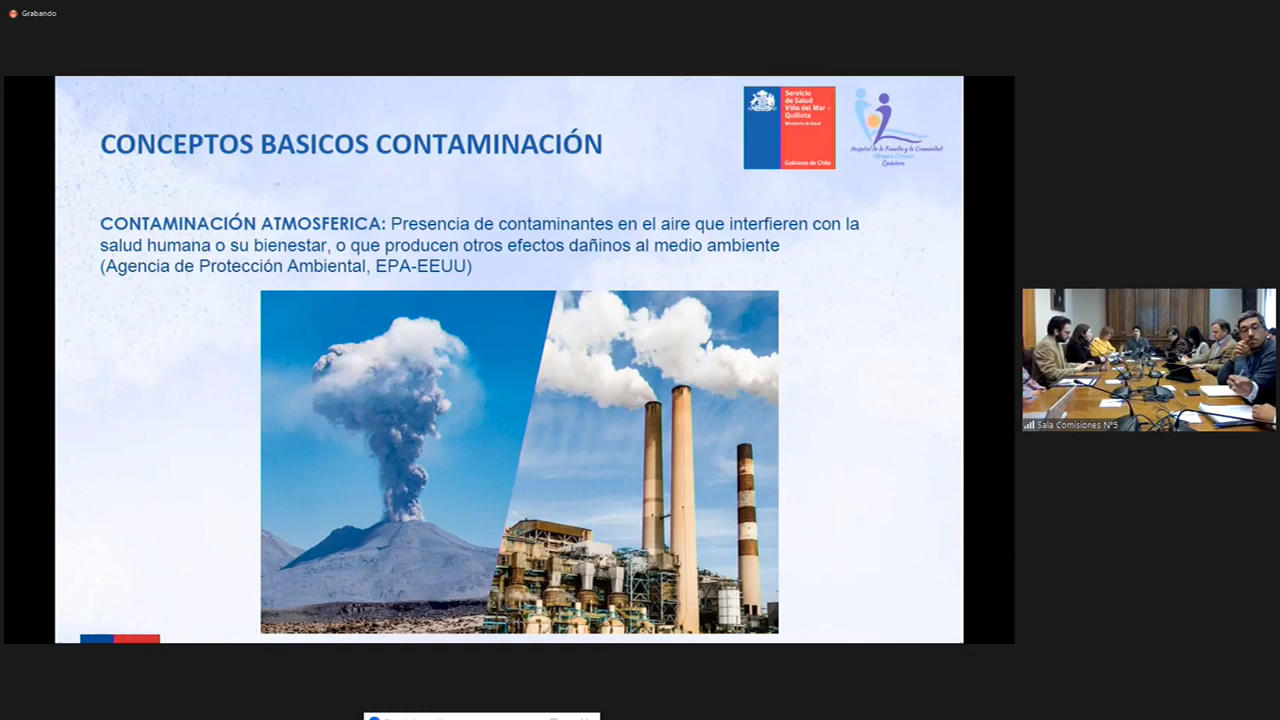 Grabando
Servicio
de Salud
Viña del Mar -
Quillota
Ministerio de Salud
Gobierno de Chile
Hospital de la Familia y la Comunidad
Adriana Cousiño
Quintero
CONCEPTOS BASICOS CONTAMINACIÓN
CONTAMINACIÓN ATMOSFERICA: Presencia de contaminantes en el aire que interfieren con la
salud humana o su bienestar, o que producen otros efectos dañinos al medio ambiente
(Agencia de Protección Ambiental, EPA-EEUU)
Sala Comisiones N°5